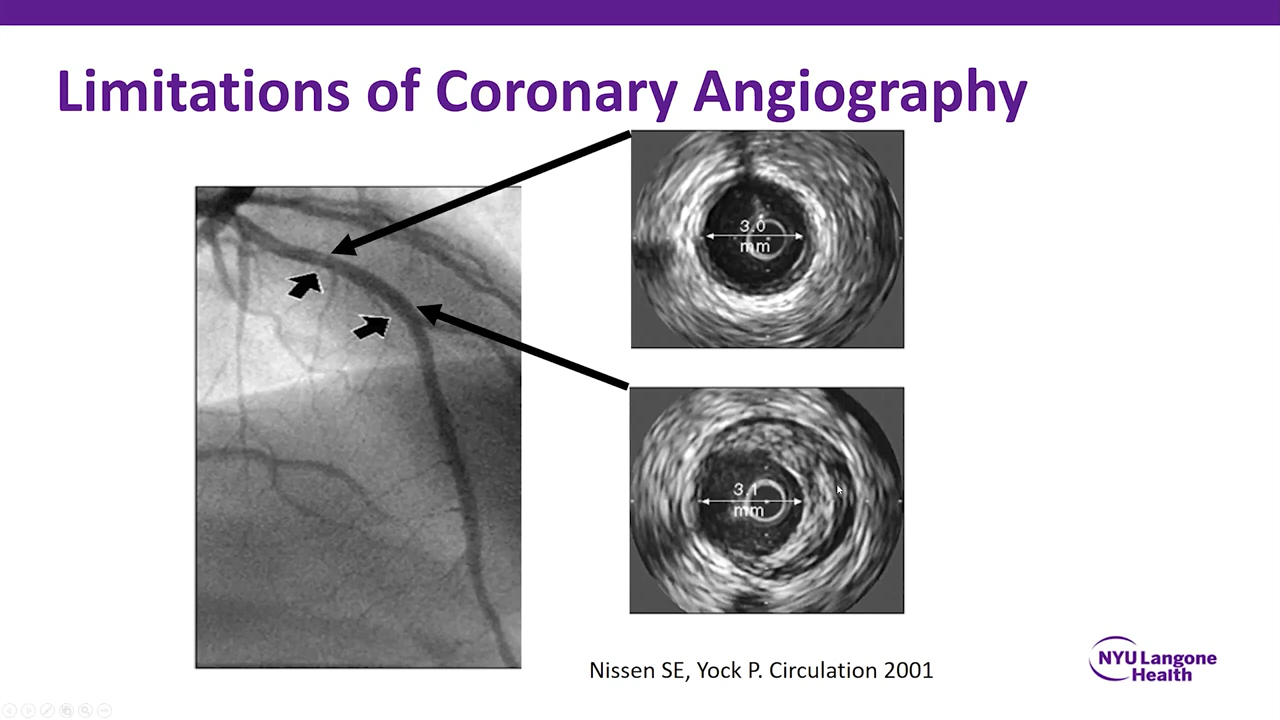 Limitations of Coronary Angiography
3.0
mm
3.1
mm
Nissen SE, Yock P. Circulation 2001
NYU Langone
Health